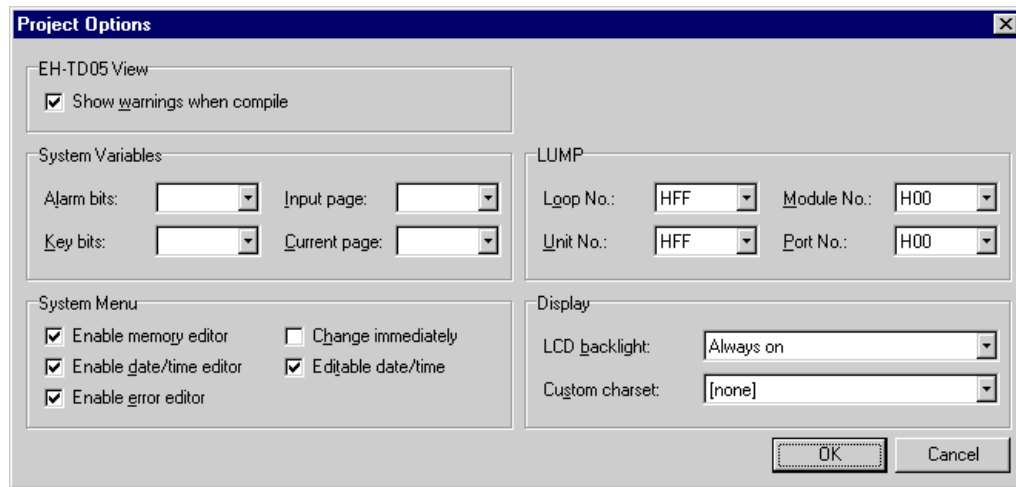 Project Options
EH-TD05 View
Show warnings when compile
System Variables
Alarm bits: Input page:
Key bits: Current page:
LUMP
Loop No.: HFF Module No.: H00
Unit No.: HFF Port No.: H00
System Menu
Enable memory editor Change immediately
Enable date/time editor Editable date/time
Enable error editor
Display
LCD backlight: Always on
Custom charset: [none]
OK Cancel